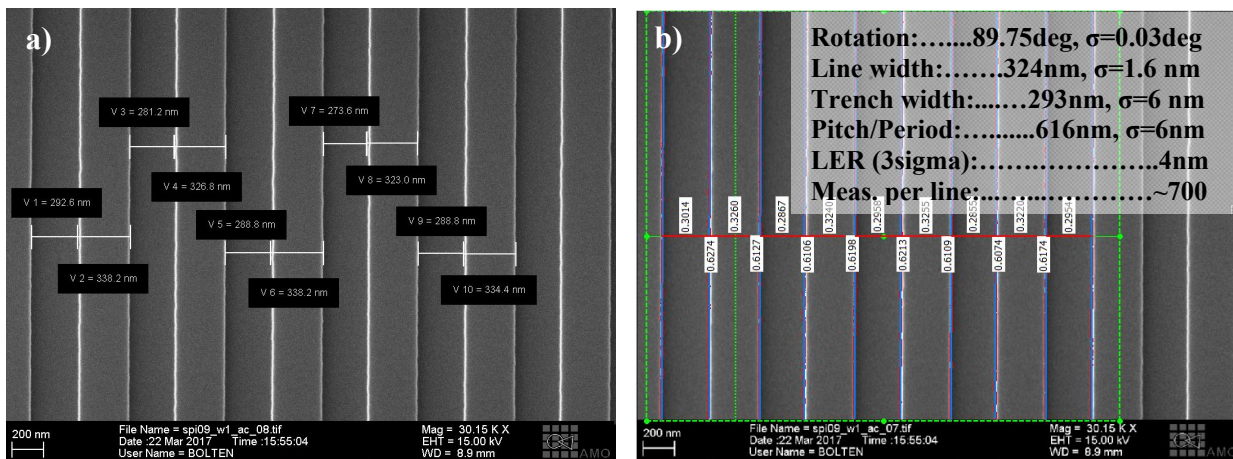 a)
V 3 = 281.2 nm
V 7 = 273.6 nm
V 4 = 326.8 nm
V 8 = 323.0 nm
V 1 = 292.6 nm
V 5 = 288.8 nm
V 9 = 288.8 nm
V 2 = 338.2 nm
V 6 = 338.2 nm
V 10 = 334.4 nm
200 nm
File Name = spi09_w1_ac_08.tif
Date :22 Mar 2017 Time :15:55:04
User Name = BOLTEN
Mag = 30.15 K X
EHT = 15.00 kV
WD = 8.9 mm
AMO
b)
Rotation:…....89.75deg, σ=0.03deg
Line width:…….324nm, σ=1.6 nm
Trench width:....…293nm, σ=6 nm
Pitch/Period:…......616nm, σ=6nm
LER (3sigma):…….……………..4nm
Meas. per line:...……..…………~700
0.3014
0.3260
0.2867
0.3240
0.2958
0.3255
0.2855
0.3220
0.2954
0.6274
0.6127
0.6106
0.6198
0.6213
0.6109
0.6074
0.6174
200 nm
File Name = spi09_w1_ac_07.tif
Date :22 Mar 2017 Time :15:55:04
User Name = BOLTEN
Mag = 30.15 K X
EHT = 15.00 kV
WD = 8.9 mm
AMO